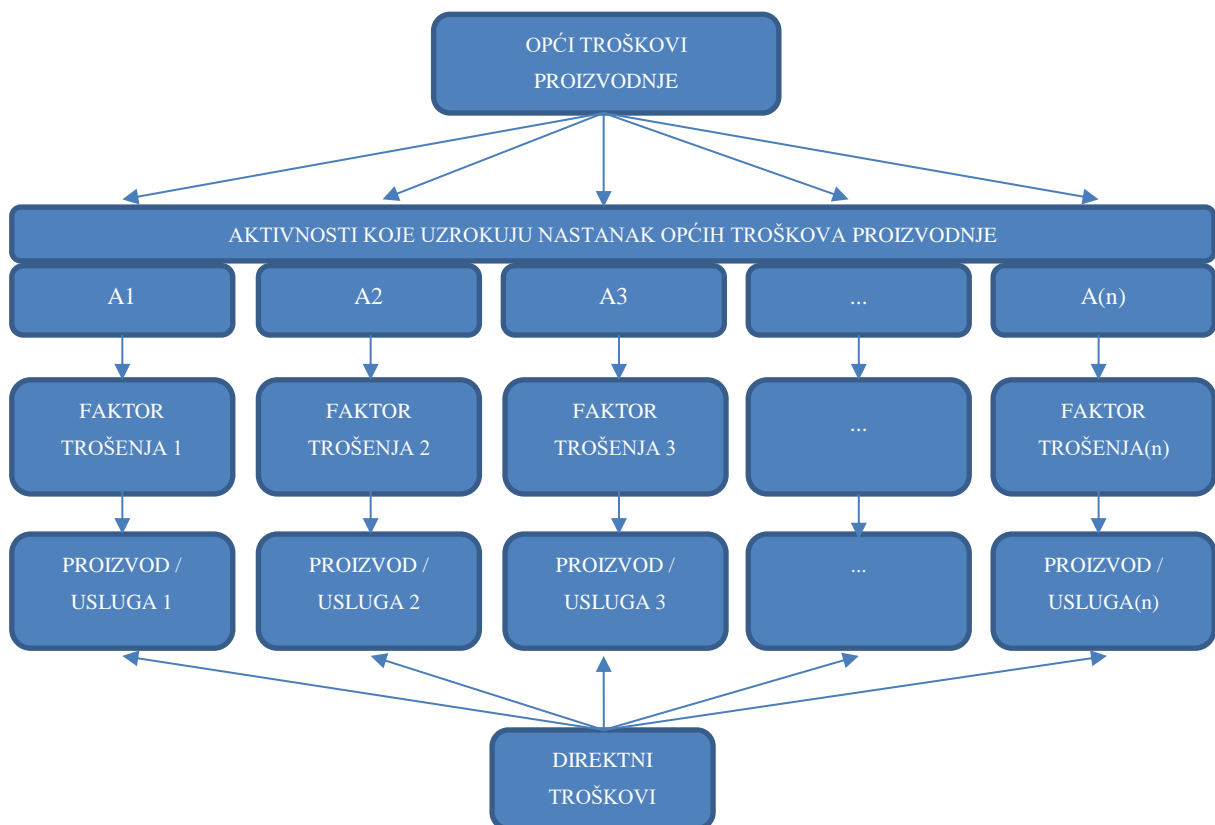 OPĆI TROŠKOVI
PROIZVODNJE
AKTIVNOSTI KOJE UZROKUJU NASTANAK OPĆIH TROŠKOVA PROIZVODNJE
A1
A2
A3
...
A(n)
FAKTOR
TROŠENJA 1
FAKTOR
TROŠENJA 2
FAKTOR
TROŠENJA 3
...
FAKTOR
TROŠENJA(n)
PROIZVOD /
USLUGA 1
PROIZVOD /
USLUGA 2
PROIZVOD /
USLUGA 3
...
PROIZVOD /
USLUGA(n)
DIREKTNI
TROŠKOVI